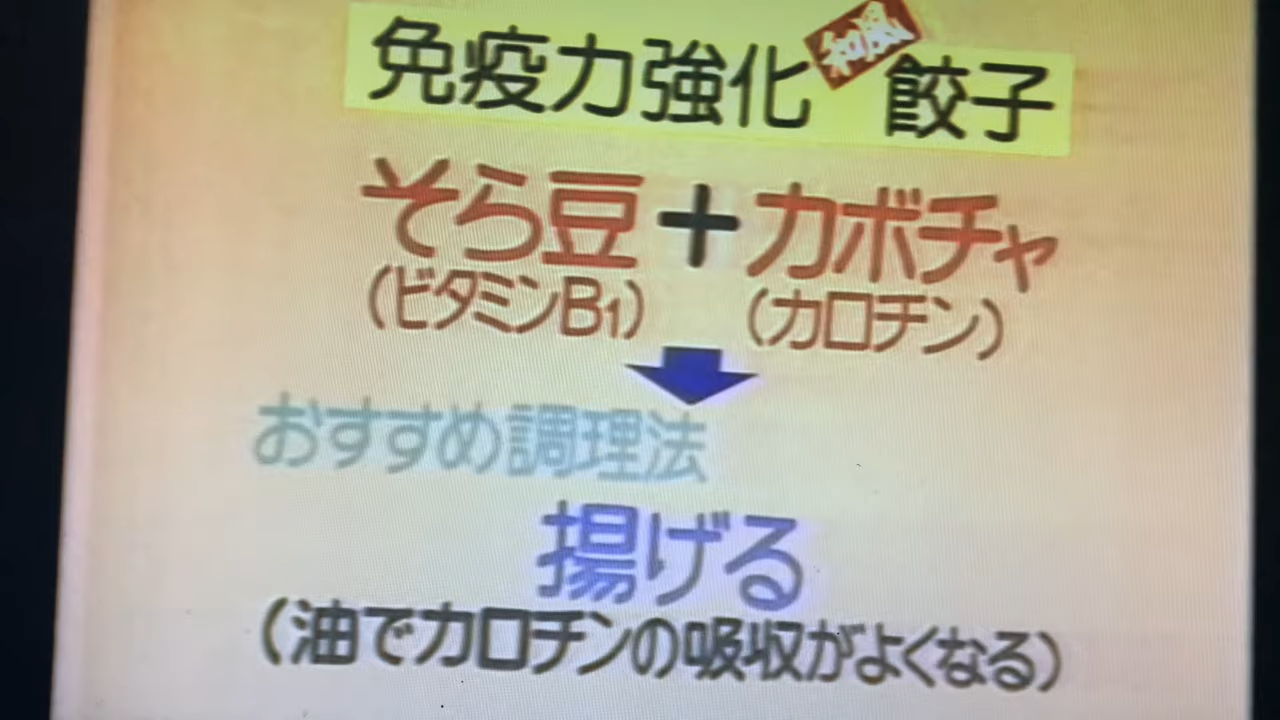 免疫力強化 和風 餃子
そら豆＋カボチャ
(ビタミンB1) (カロチン)
おすすめ調理法
揚げる
(油でカロチンの吸収がよくなる)